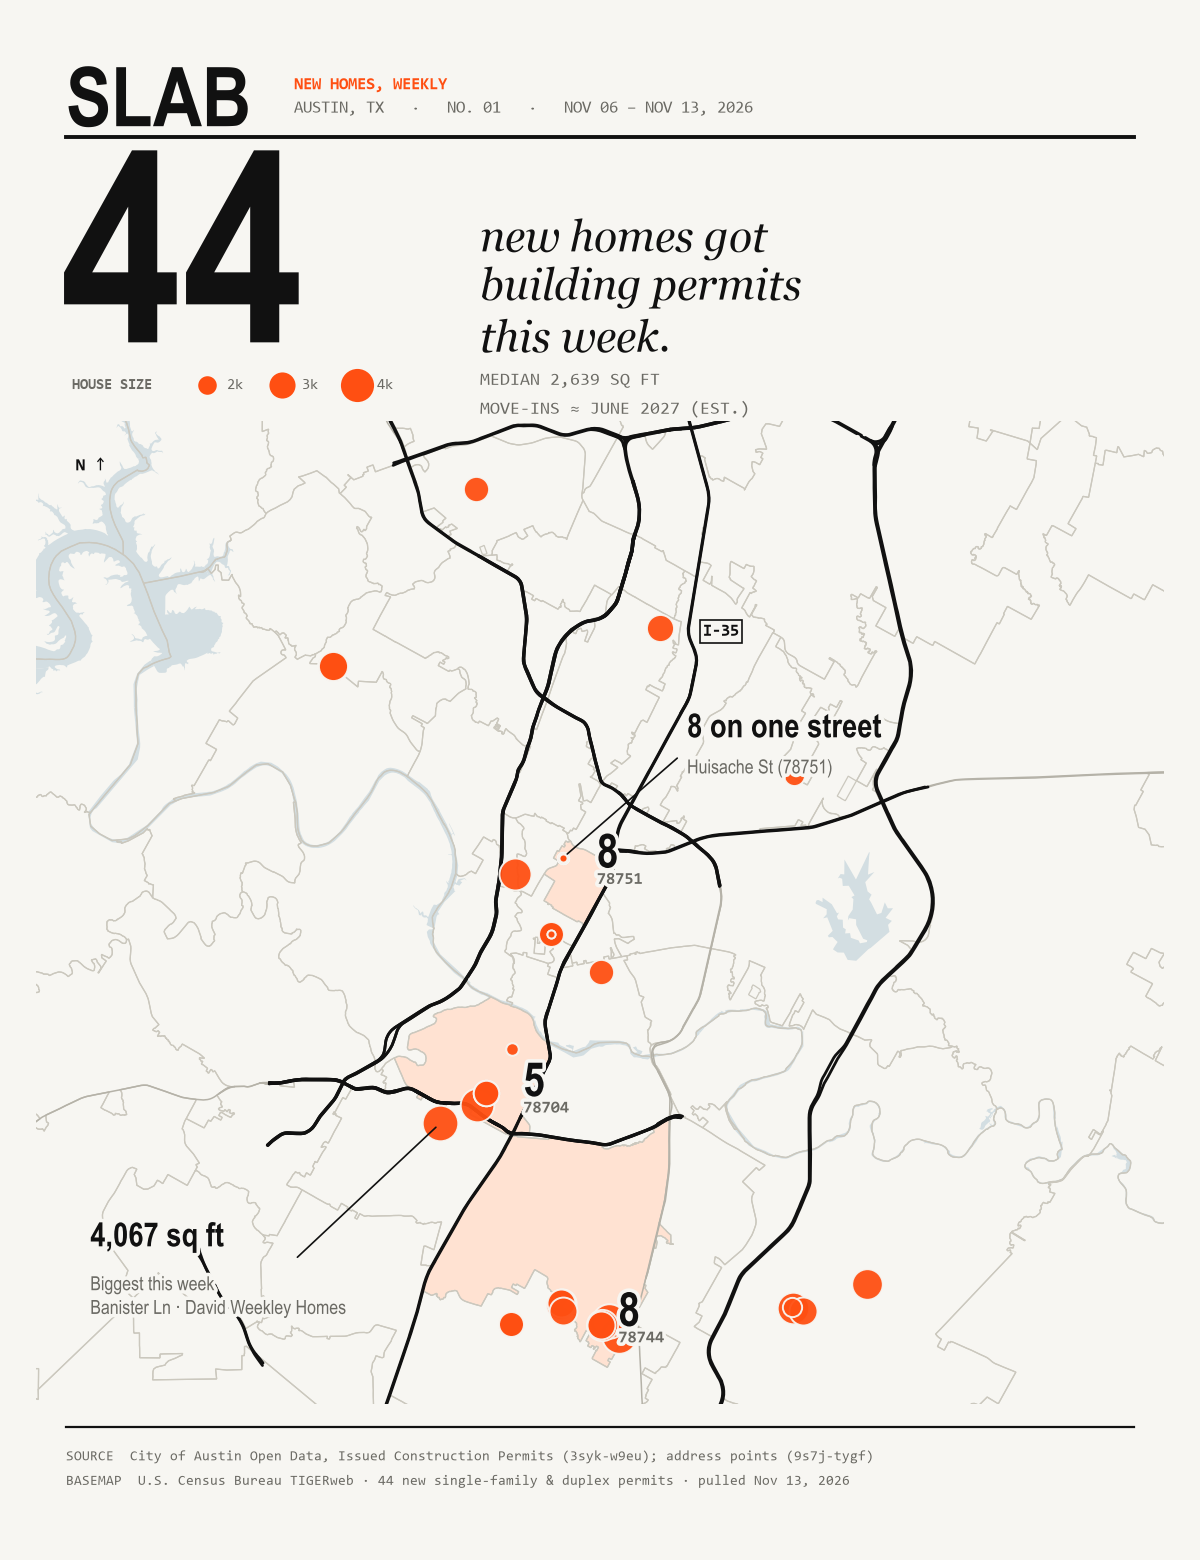 SLAB
NEW HOMES, WEEKLY
AUSTIN, TX · NO. 01 · NOV 06 – NOV 13, 2026
44
new homes got
building permits
this week.
MEDIAN 2,639 SQ FT
MOVE-INS ≈ JUNE 2027 (EST.)
HOUSE SIZE 2k 3k 4k
N ↑
I-35
8 on one street
Huisache St (78751)
8
78751
5
78704
4,067 sq ft
Biggest this week
Banister Ln · David Weekley Homes
8
78744
SOURCE City of Austin Open Data, Issued Construction Permits (3syk-w9eu); address points (9s7j-tygf)
BASEMAP U.S. Census Bureau TIGERweb · 44 new single-family & duplex permits · pulled Nov 13, 2026